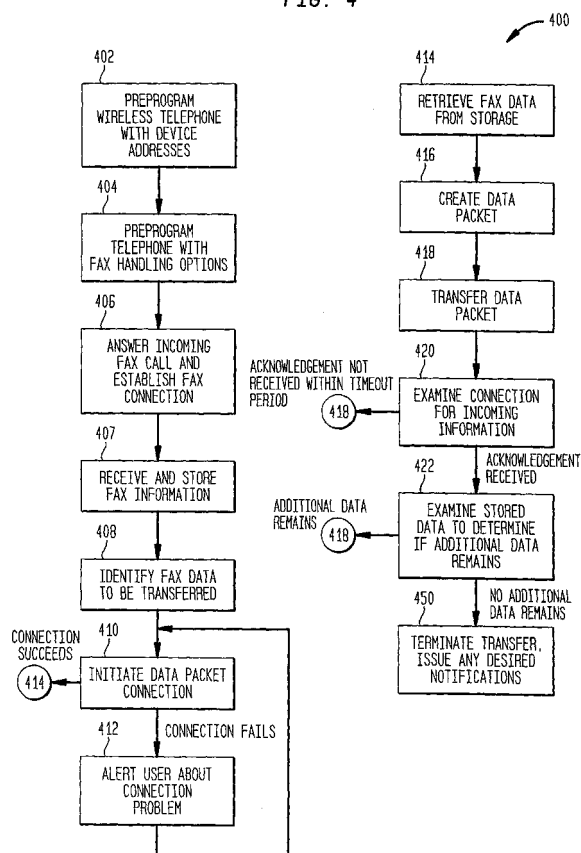 FIG. 4
400
402
PREPROGRAM
WIRELESS TELEPHONE
WITH DEVICE
ADDRESSES
404
PREPROGRAM
TELEPHONE WITH
FAX HANDLING OPTIONS
406
ANSWER INCOMING
FAX CALL AND
ESTABLISH FAX
CONNECTION
407
RECEIVE AND STORE
FAX INFORMATION
408
IDENTIFY FAX DATA
TO BE TRANSFERRED
CONNECTION
SUCCEEDS
414
410
INITIATE DATA PACKET
CONNECTION
CONNECTION FAILS
412
ALERT USER ABOUT
CONNECTION
PROBLEM
414
RETRIEVE FAX DATA
FROM STORAGE
416
CREATE DATA
PACKET
418
TRANSFER DATA
PACKET
ACKNOWLEDGEMENT NOT
RECEIVED WITHIN TIMEOUT
PERIOD
418
420
EXAMINE CONNECTION
FOR INCOMING
INFORMATION
ACKNOWLEDGEMENT
RECEIVED
ADDITIONAL DATA
REMAINS
418
422
EXAMINE STORED
DATA TO DETERMINE
IF ADDITIONAL DATA
REMAINS
NO ADDITIONAL
DATA REMAINS
450
TERMINATE TRANSFER,
ISSUE ANY DESIRED
NOTIFICATIONS